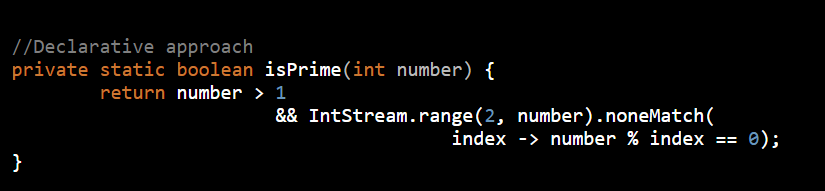 //Declarative approach
private static boolean isPrime(int number) {
return number > 1
&& IntStream.range(2, number).noneMatch(
index -> number % index == 0);
}